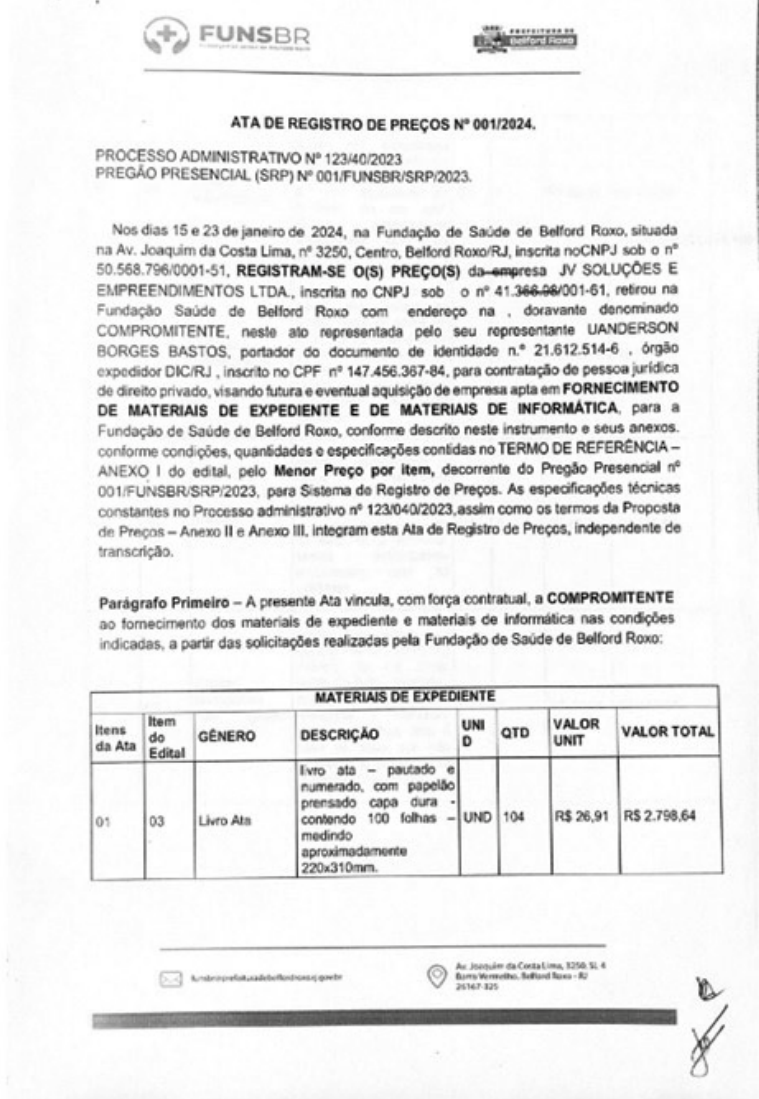 FUNSBR
PREFEITURA DE
Belford Roxo
ATA DE REGISTRO DE PREÇOS Nº 001/2024.
PROCESSO ADMINISTRATIVO Nº 123/40/2023
PREGÃO PRESENCIAL (SRP) Nº 001/FUNSBR/SRP/2023.
Nos dias 15 e 23 de janeiro de 2024, na Fundação de Saúde de Belford Roxo, situada
na Av. Joaquim da Costa Lima, nº 3250, Centro, Belford Roxo/RJ, inscrita noCNPJ sob o nº
50.568.796/0001-51, REGISTRAM-SE O(S) PREÇO(S) da empresa JV SOLUÇÕES E
EMPREENDIMENTOS LTDA., inscrita no CNPJ sob o nº 41.366.98/001-61, retirou na
Fundação Saúde de Belford Roxo com endereço na , doravante denominado
COMPROMITENTE, neste ato representada pelo seu representante UANDERSON
BORGES BASTOS, portador do documento de identidade n.º 21.612.514-6 , órgão
expedidor DIC/RJ , inscrito no CPF nº 147.456.367-84, para contratação de pessoa jurídica
de direito privado, visando futura e eventual aquisição de empresa apta em FORNECIMENTO
DE MATERIAIS DE EXPEDIENTE E DE MATERIAIS DE INFORMÁTICA, para a
Fundação de Saúde de Belford Roxo, conforme descrito neste instrumento e seus anexos.
conforme condições, quantidades e especificações contidas no TERMO DE REFERÊNCIA –
ANEXO I do edital, pelo Menor Preço por item, decorrente do Pregão Presencial nº
001/FUNSBR/SRP/2023, para Sistema de Registro de Preços. As especificações técnicas
constantes no Processo administrativo nº 123/040/2023,assim como os termos da Proposta
de Preços – Anexo II e Anexo III, integram esta Ata de Registro de Preços, independente de
transcrição.
Parágrafo Primeiro – A presente Ata vincula, com força contratual, a COMPROMITENTE
ao fornecimento dos materiais de expediente e materiais de informática nas condições
indicadas, a partir das solicitações realizadas pela Fundação de Saúde de Belford Roxo:
MATERIAIS DE EXPEDIENTE
Itens da Ata Item do Edital GÊNERO DESCRIÇÃO UNI D QTD VALOR UNIT VALOR TOTAL
livro ata – pautado e
numerado, com papelão
prensado capa dura -
01 03 Livro Ata contendo 100 folhas – UND 104 R$ 26,91 R$ 2.798,64
medindo
aproximadamente
220x310mm.
Av. Joaquim da Costa Lima, 3250, SL 4
Barro Vermelho, Belford Roxo - RJ
26167-325